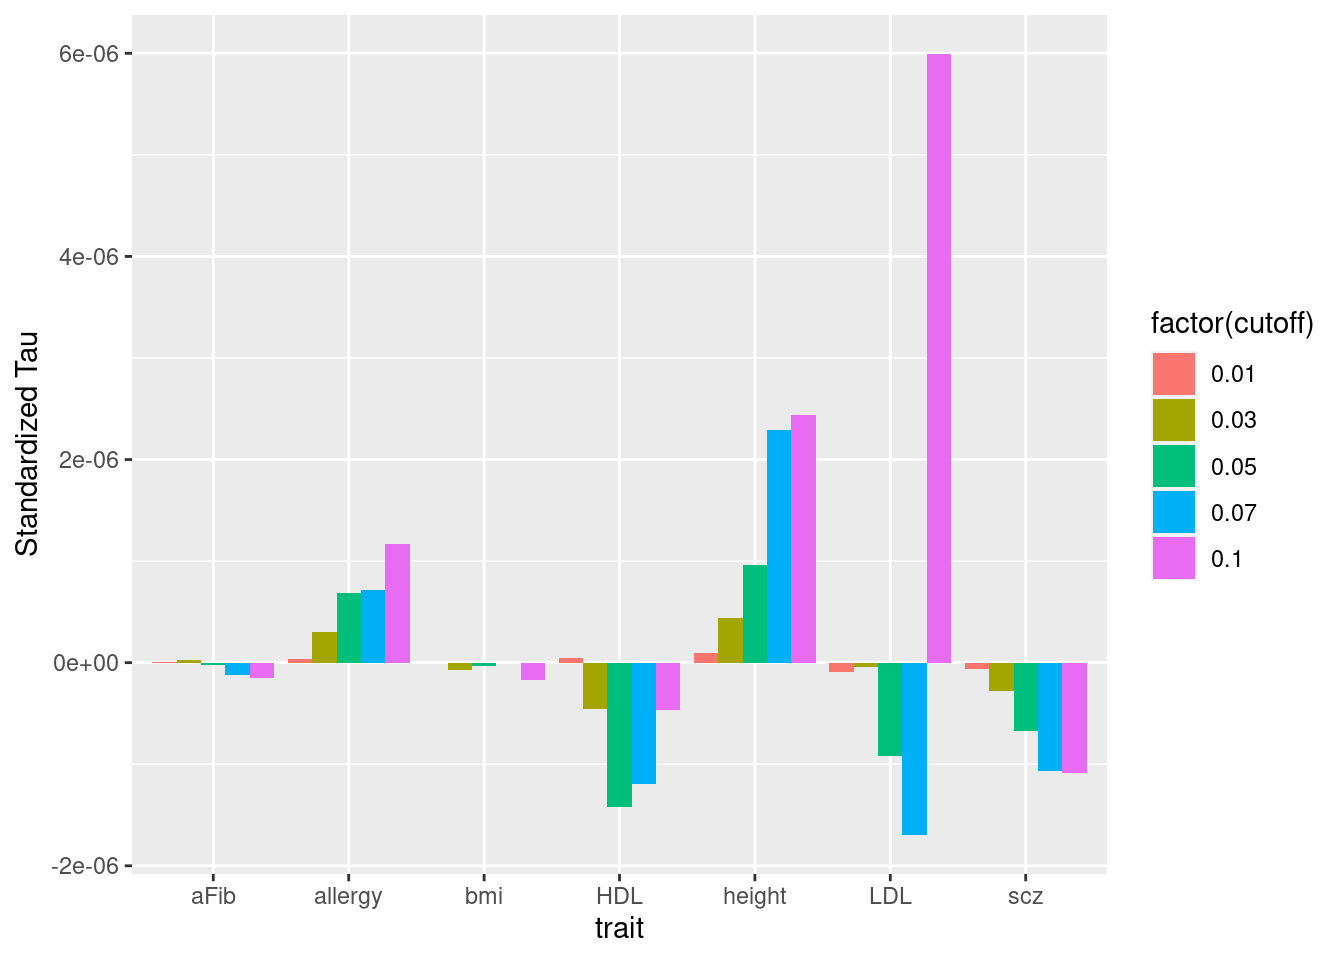 6e-06
4e-06
2e-06
0e+00
-2e-06
Standardized Tau
aFib allergy bmi HDL height LDL scz
trait
factor(cutoff)
0.01
0.03
0.05
0.07
0.1